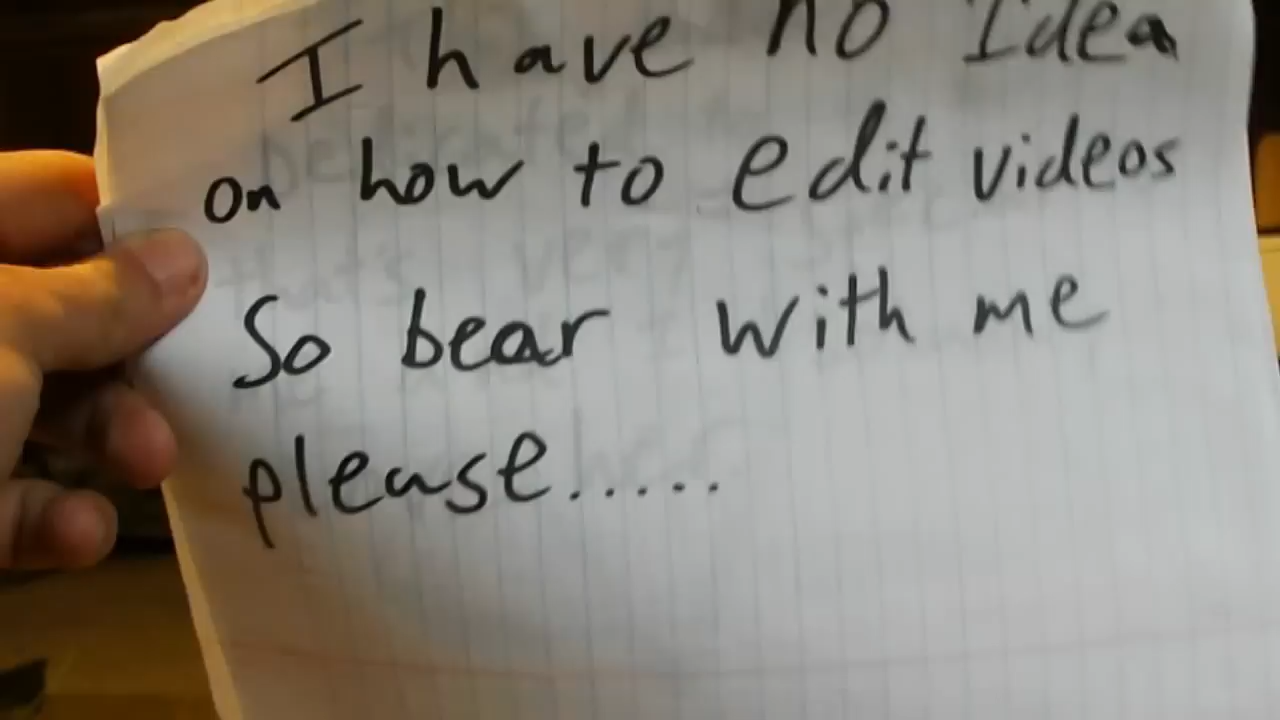 I have no Idea
on how to edit videos
So bear with me
please.....